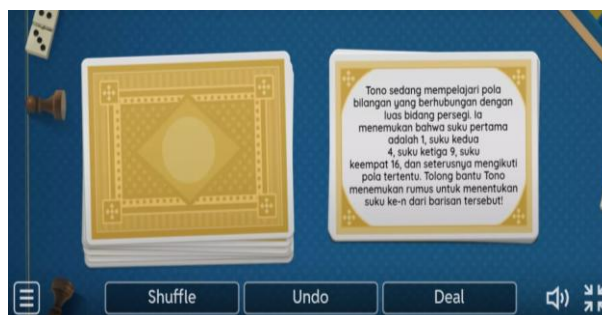 Tono sedang mempelajari pola
bilangan yang berhubungan dengan
luas bidang persegi. Ia
menemukan bahwa suku pertama
adalah 1, suku kedua
4, suku ketiga 9, suku
keempat 16, dan seterusnya mengikuti
pola tertentu. Tolong bantu Tono
menemukan rumus untuk menentukan
suku ke-n dari barisan tersebut!
Shuffle
Undo
Deal